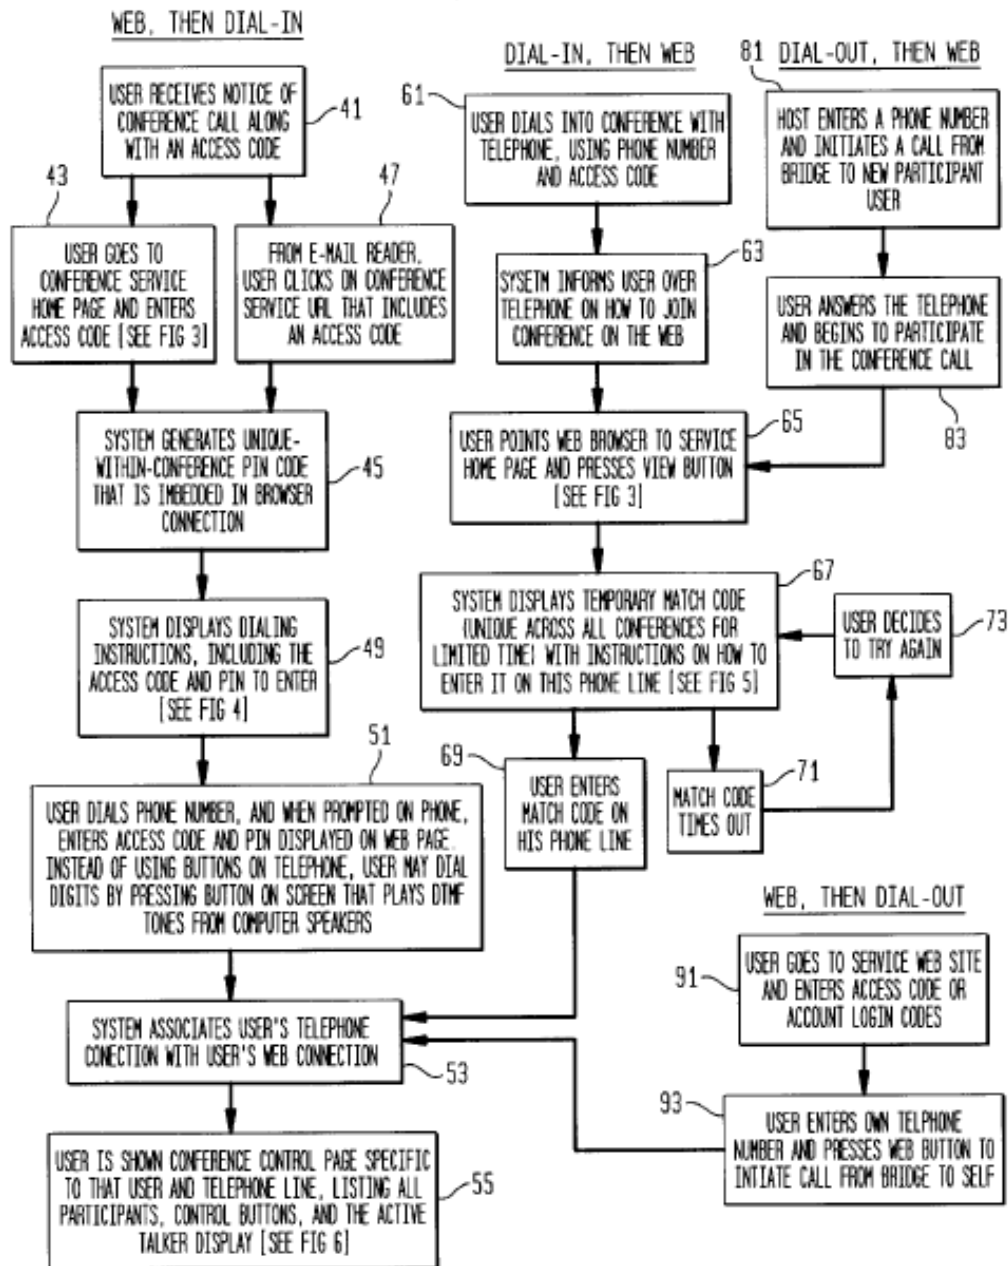 WEB, THEN DIAL-IN
USER RECEIVES NOTICE OF
CONFERENCE CALL ALONG
WITH AN ACCESS CODE
41
43
USER GOES TO
CONFERENCE SERVICE
HOME PAGE AND ENTERS
ACCESS CODE [SEE FIG 3]
47
FROM E-MAIL READER,
USER CLICKS ON CONFERENCE
SERVICE URL THAT INCLUDES
AN ACCESS CODE
SYSTEM GENERATES UNIQUE-
WITHIN-CONFERENCE PIN CODE
THAT IS IMBEDDED IN BROWSER
CONNECTION
45
SYSTEM DISPLAYS DIALING
INSTRUCTIONS, INCLUDING THE
ACCESS CODE AND PIN TO ENTER
[SEE FIG 4]
49
51
USER DIALS PHONE NUMBER, AND WHEN PROMPTED ON PHONE,
ENTERS ACCESS CODE AND PIN DISPLAYED ON WEB PAGE.
INSTEAD OF USING BUTTONS ON TELEPHONE, USER MAY DIAL
DIGITS BY PRESSING BUTTON ON SCREEN THAT PLAYS DTMF
TONES FROM COMPUTER SPEAKERS
SYSTEM ASSOCIATES USER'S TELEPHONE
CONECTION WITH USER'S WEB CONNECTION
53
USER IS SHOWN CONFERENCE CONTROL PAGE SPECIFIC
TO THAT USER AND TELEPHONE LINE, LISTING ALL
PARTICIPANTS, CONTROL BUTTONS, AND THE ACTIVE
TALKER DISPLAY [SEE FIG 6]
55
DIAL-IN, THEN WEB
61
USER DIALS INTO CONFERENCE WITH
TELEPHONE, USING PHONE NUMBER
AND ACCESS CODE
SYSETM INFORMS USER OVER
TELEPHONE ON HOW TO JOIN
CONFERENCE ON THE WEB
63
USER POINTS WEB BROWSER TO SERVICE
HOME PAGE AND PRESSES VIEW BUTTON
[SEE FIG 3]
65
SYSTEM DISPLAYS TEMPORARY MATCH CODE
(UNIQUE ACROSS ALL CONFERENCES FOR
LIMITED TIME) WITH INSTRUCTIONS ON HOW TO
ENTER IT ON THIS PHONE LINE [SEE FIG 5]
67
USER DECIDES
TO TRY AGAIN
73
69
USER ENTERS
MATCH CODE ON
HIS PHONE LINE
71
MATCH CODE
TIMES OUT
DIAL-OUT, THEN WEB
81
HOST ENTERS A PHONE NUMBER
AND INITIATES A CALL FROM
BRIDGE TO NEW PARTICIPANT
USER
USER ANSWERS THE TELEPHONE
AND BEGINS TO PARTICIPATE
IN THE CONFERENCE CALL
83
WEB, THEN DIAL-OUT
91
USER GOES TO SERVICE WEB SITE
AND ENTERS ACCESS CODE OR
ACCOUNT LOGIN CODES
93
USER ENTERS OWN TELPHONE
NUMBER AND PRESSES WEB BUTTON TO
INTIATE CALL FROM BRIDGE TO SELF